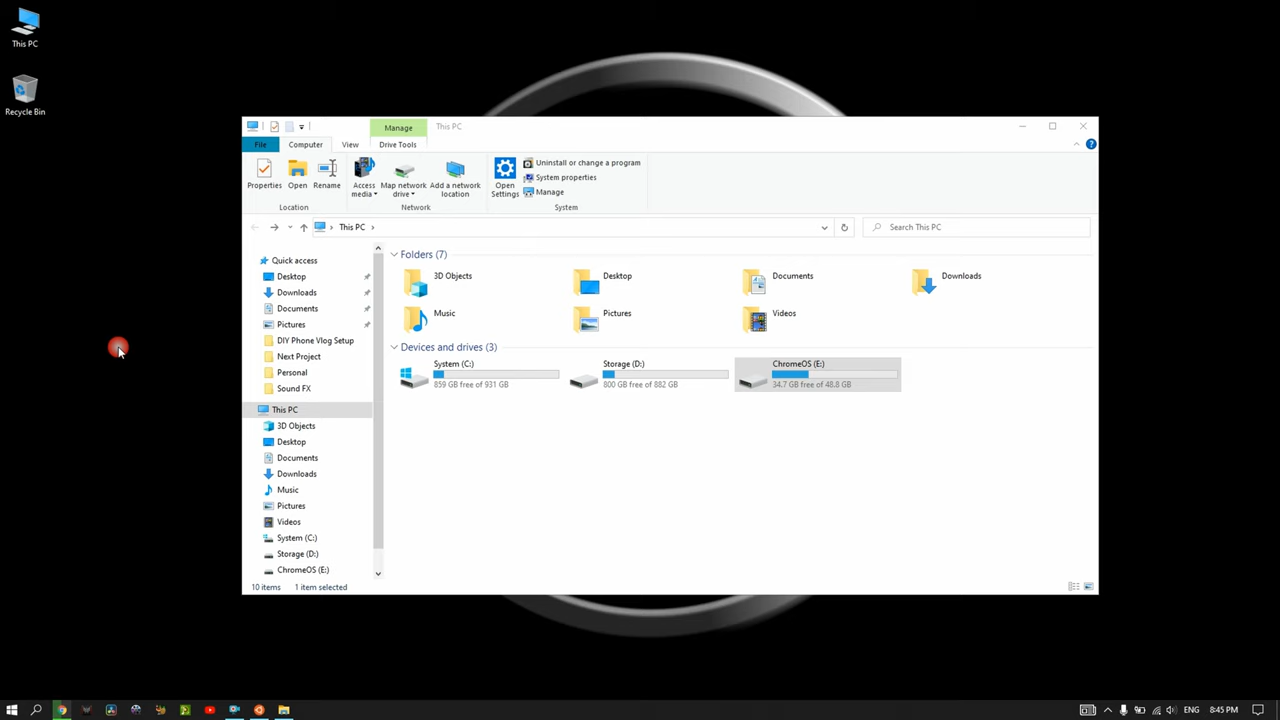 This PC
Recycle Bin
Manage
This PC
File
Computer
View
Drive Tools
Properties
Open
Rename
Access media
Map network drive
Add a network location
Open Settings
Uninstall or change a program
System properties
Manage
Location
Network
System
This PC
Search This PC
Quick access
Desktop
Downloads
Documents
Pictures
DIY Phone Vlog Setup
Next Project
Personal
Sound FX
This PC
3D Objects
Desktop
Documents
Downloads
Music
Pictures
Videos
System (C:)
Storage (D:)
ChromeOS (E:)
Folders (7)
3D Objects
Desktop
Documents
Downloads
Music
Pictures
Videos
Devices and drives (3)
System (C:)
859 GB free of 931 GB
Storage (D:)
800 GB free of 882 GB
ChromeOS (E:)
34.7 GB free of 48.8 GB
10 items
1 item selected
ENG
8:45 PM